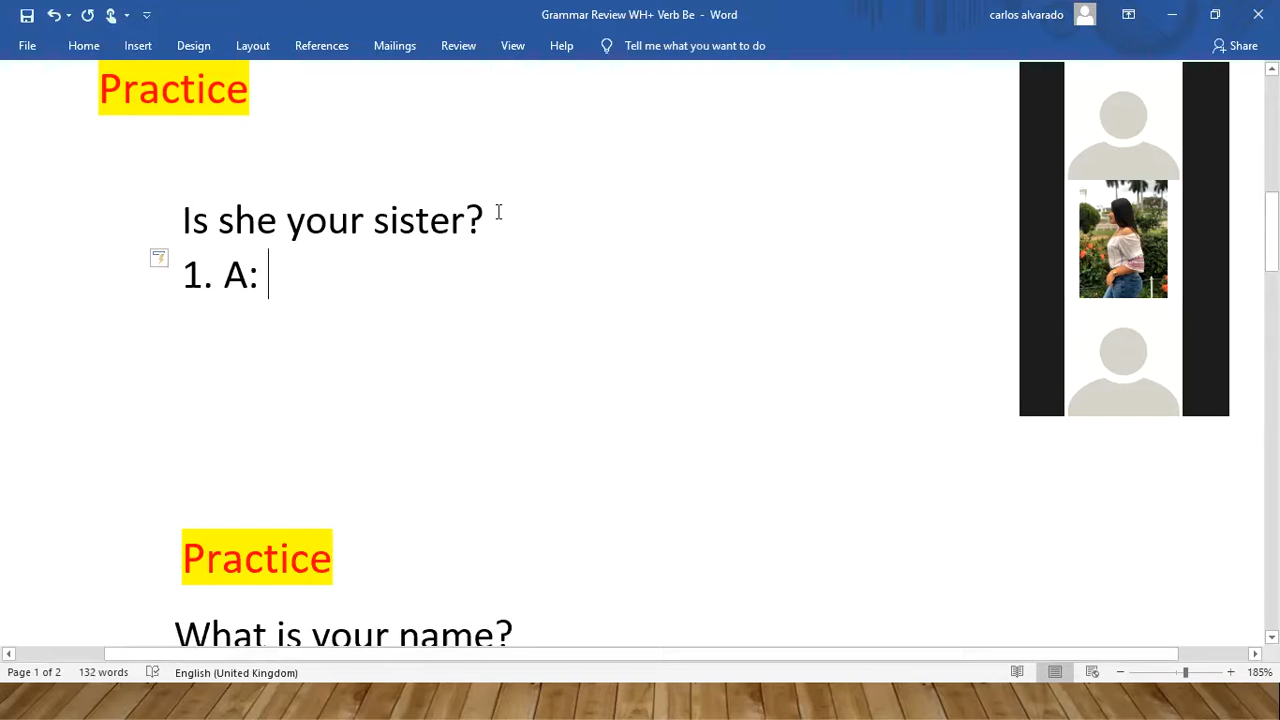 Grammar Review WH+ Verb Be - Word
carlos alvarado
File Home Insert Design Layout References Mailings Review View Help Tell me what you want to do Share
Practice
Is she your sister?
1. A:
Practice
What is your name?
Page 1 of 2 132 words English (United Kingdom) 185%